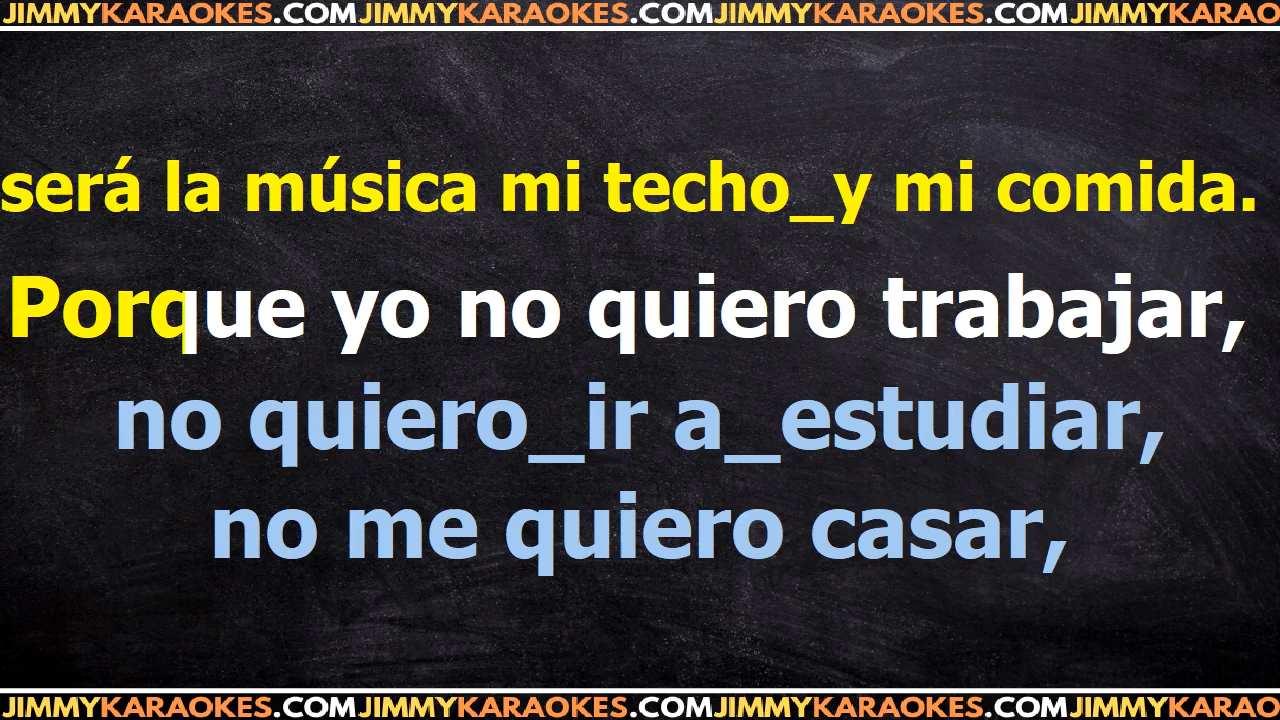 JIMMYKARAOKES.COMJIMMYKARAOKES.COMJIMMYKARAOKES.COMJIMMYKARAO
será la música mi techo_y mi comida.
Porque yo no quiero trabajar,
no quiero_ir a_estudiar,
no me quiero casar,
JIMMYKARAOKES.COMJIMMYKARAOKES.COMJIMMYKARAOKES.COMJIMMYKARAO